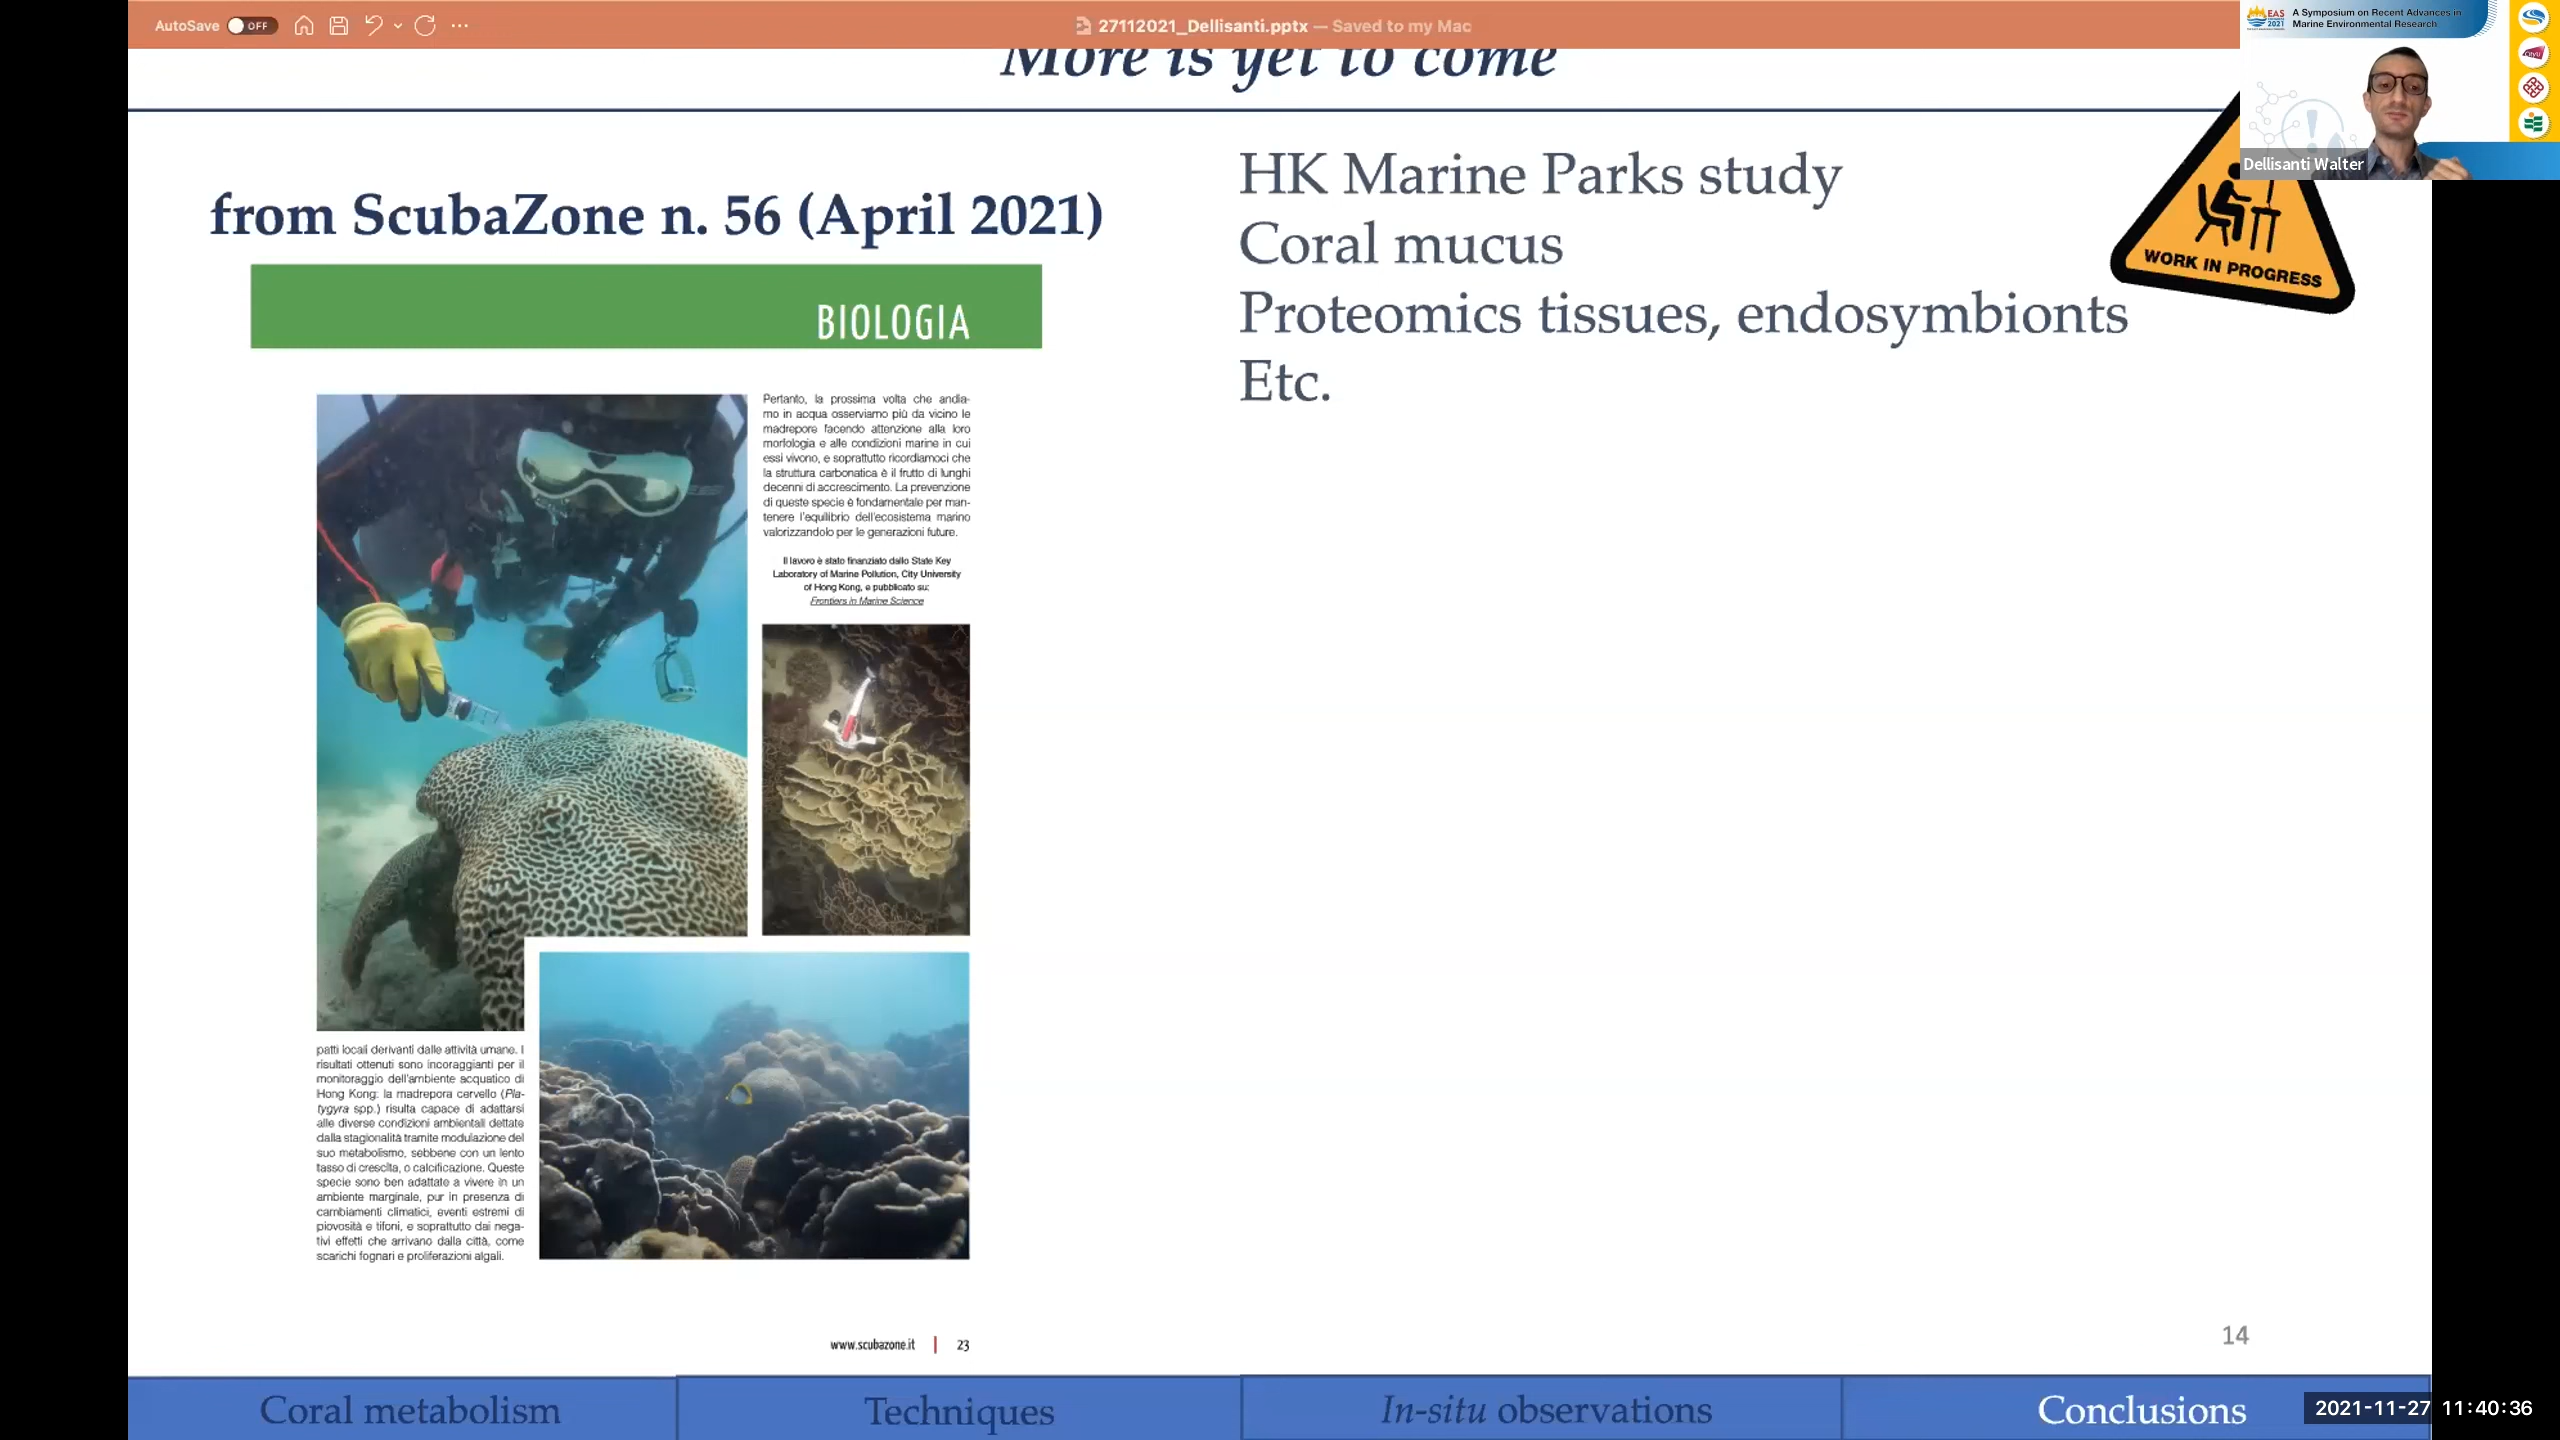 AutoSave OFF
27112021_Dellisanti.pptx — Saved to my Mac
EAS 2021 A Symposium on Recent Advances in
Marine Environmental Research
Dellisanti Walter
More is yet to come
from ScubaZone n. 56 (April 2021)
BIOLOGIA
Pertanto, la prossima volta che andia-
mo in acqua osserviamo più da vicino le
madrepore facendo attenzione alla loro
morfologia e alle condizioni marine in cui
essi vivono, e soprattutto ricordiamoci che
la struttura carbonatica è il frutto di lunghi
decenni di accrescimento. La prevenzione
di queste specie è fondamentale per man-
tenere l'equilibrio dell'ecosistema marino
valorizzandolo per le generazioni future.
Il lavoro è stato finanziato dallo State Key
Laboratory of Marine Pollution, City University
of Hong Kong, e pubblicato su:
Frontiers in Marine Science
patti locali derivanti dalle attività umane. I
risultati ottenuti sono incoraggianti per il
monitoraggio dell'ambiente acquatico di
Hong Kong: la madrepora cervello (Pla-
tygyra spp.) risulta capace di adattarsi
alle diverse condizioni ambientali dettate
dalla stagionalità tramite modulazione del
suo metabolismo, sebbene con un lento
tasso di crescita, o calcificazione. Queste
specie sono ben adattate a vivere in un
ambiente marginale, pur in presenza di
cambiamenti climatici, eventi estremi di
piovosità e tifoni, e soprattutto dai nega-
tivi effetti che arrivano dalla città, come
scarichi fognari e proliferazioni algali.
www.scubazone.it | 23
HK Marine Parks study
Coral mucus
Proteomics tissues, endosymbionts
Etc.
WORK IN PROGRESS
14
Coral metabolism
Techniques
In-situ observations
Conclusions
2021-11-27 11:40:36